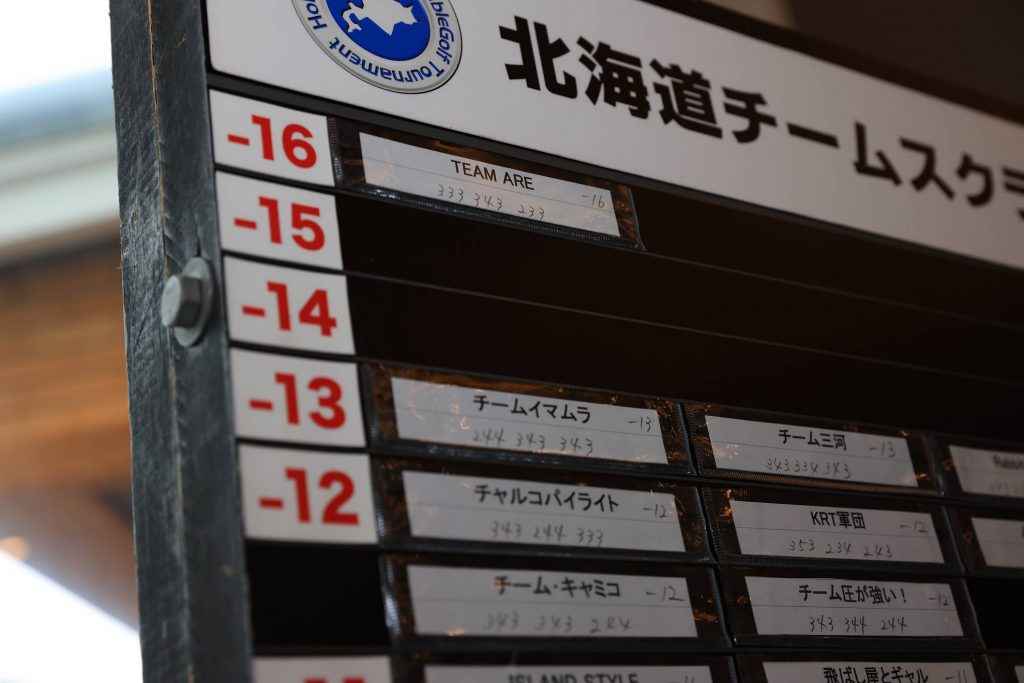 bleGolf Tournament Ho
北海道チームスクラ
-16
TEAM ARE -16
333 343 233
-15
-14
-13
チームイマムラ -13
244 343 343
チーム三河 -13
343 334 343
Rabbi
-12
チャルコパイライト -12
343 244 333
KRT軍団 -12
353 234 243
チーム・キャミコ -12
343 343 244
チーム圧が強い! -12
343 344 244
ISLAND STYLE
飛ばし屋とギャル -11